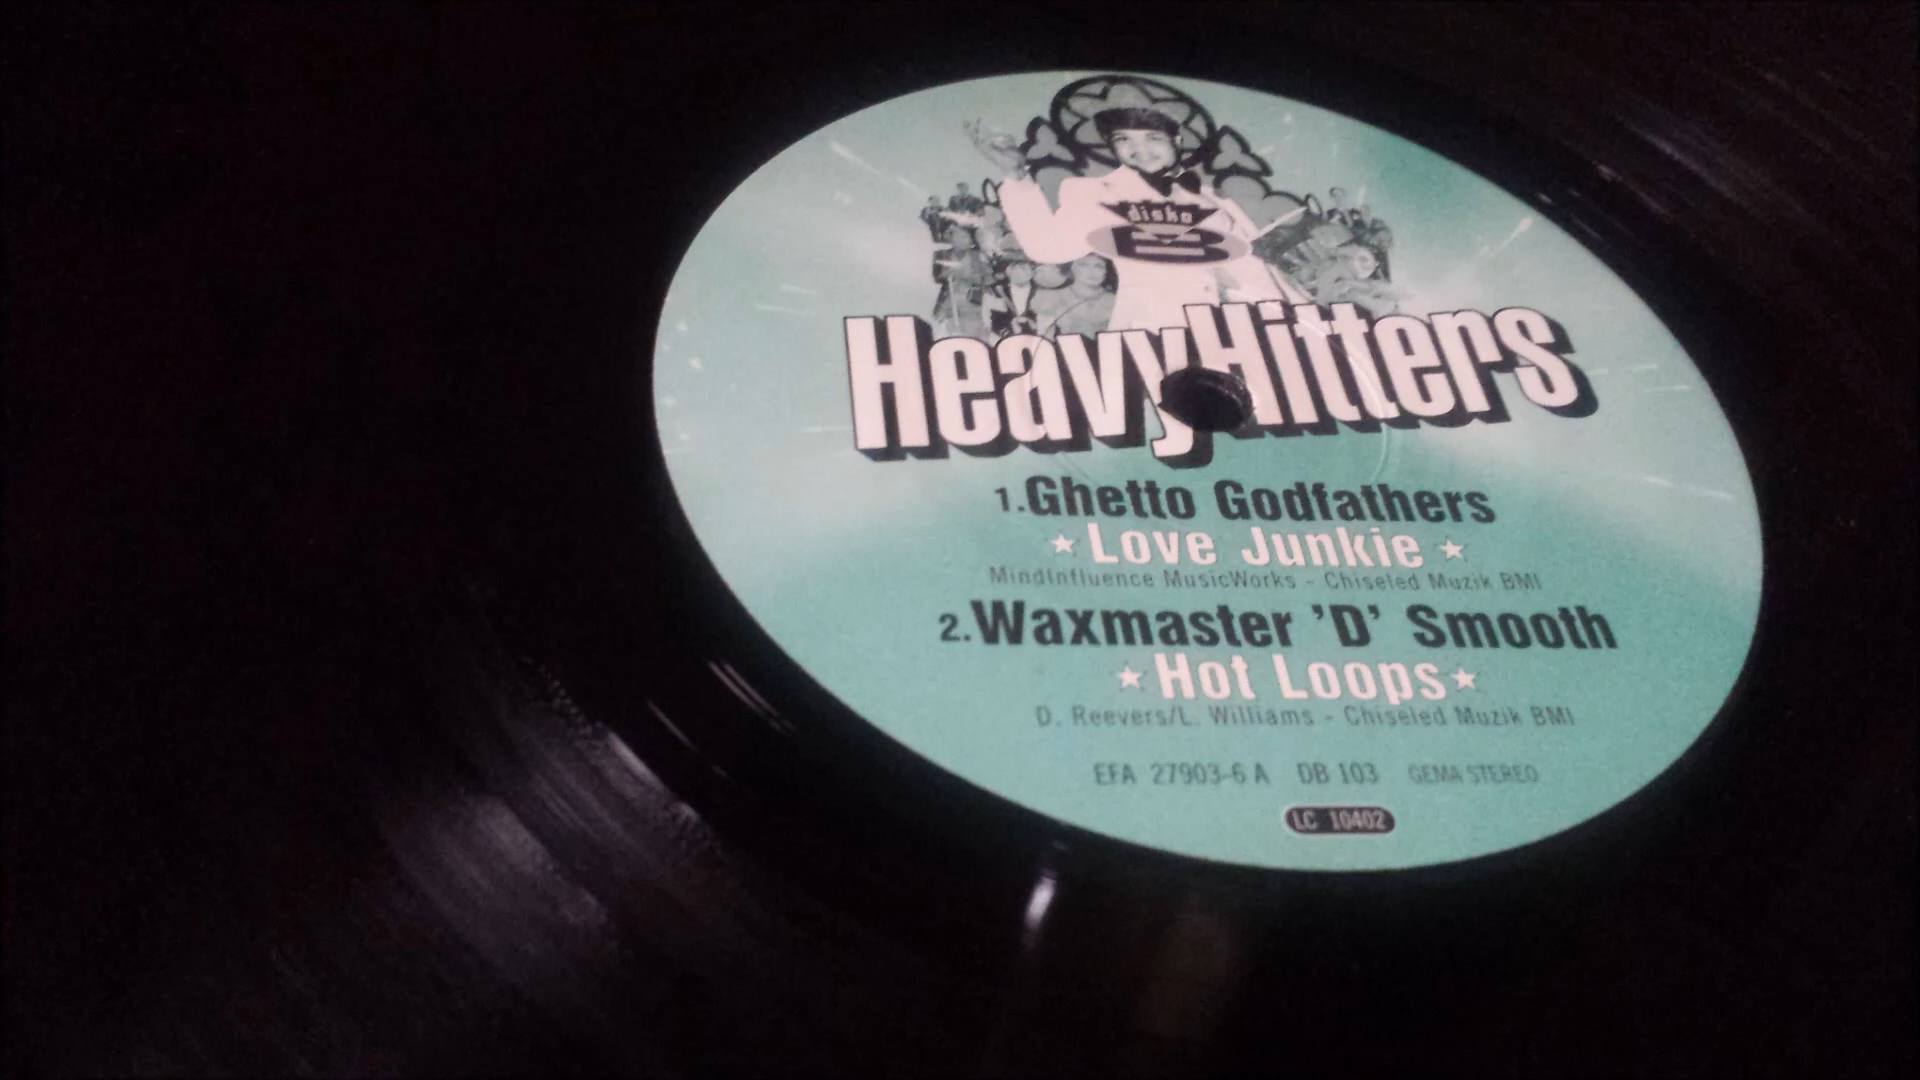 disko
B
HeavyHitters
1.Ghetto Godfathers
★ Love Junkie ★
MindInfluence MusicWorks - Chiseled Muzik BMI
2.Waxmaster 'D' Smooth
★ Hot Loops ★
D. Reevers/L. Williams - Chiseled Muzik BMI
EFA 27903-6 A DB 103 GEMA STEREO
LC 10402